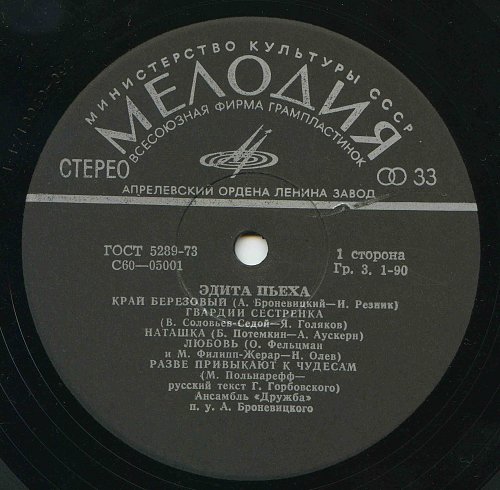 МИНИСТЕРСТВО КУЛЬТУРЫ СССР
МЕЛОДИЯ
ВСЕСОЮЗНАЯ ФИРМА ГРАМПЛАСТИНОК
СТЕРЕО
33
АПРЕЛЕВСКИЙ ОРДЕНА ЛЕНИНА ЗАВОД
ГОСТ 5289-73
С60—05001
1 сторона
Гр. 3. 1-90
ЭДИТА ПЬЕХА
КРАЙ БЕРЕЗОВЫЙ (А. Броневицкий—И. Резник)
ГВАРДИИ СЕСТРЕНКА
(В. Соловьев-Седой—Я. Голяков)
НАТАШКА (Б. Потемкин—А. Аускерн)
ЛЮБОВЬ (О. Фельцман
и М. Филипп-Жерар—Н. Олев)
РАЗВЕ ПРИВЫКАЮТ К ЧУДЕСАМ
(М. Польнарефф—
русский текст Г. Горбовского)
Ансамбль «Дружба»
п. у. А. Броневицкого